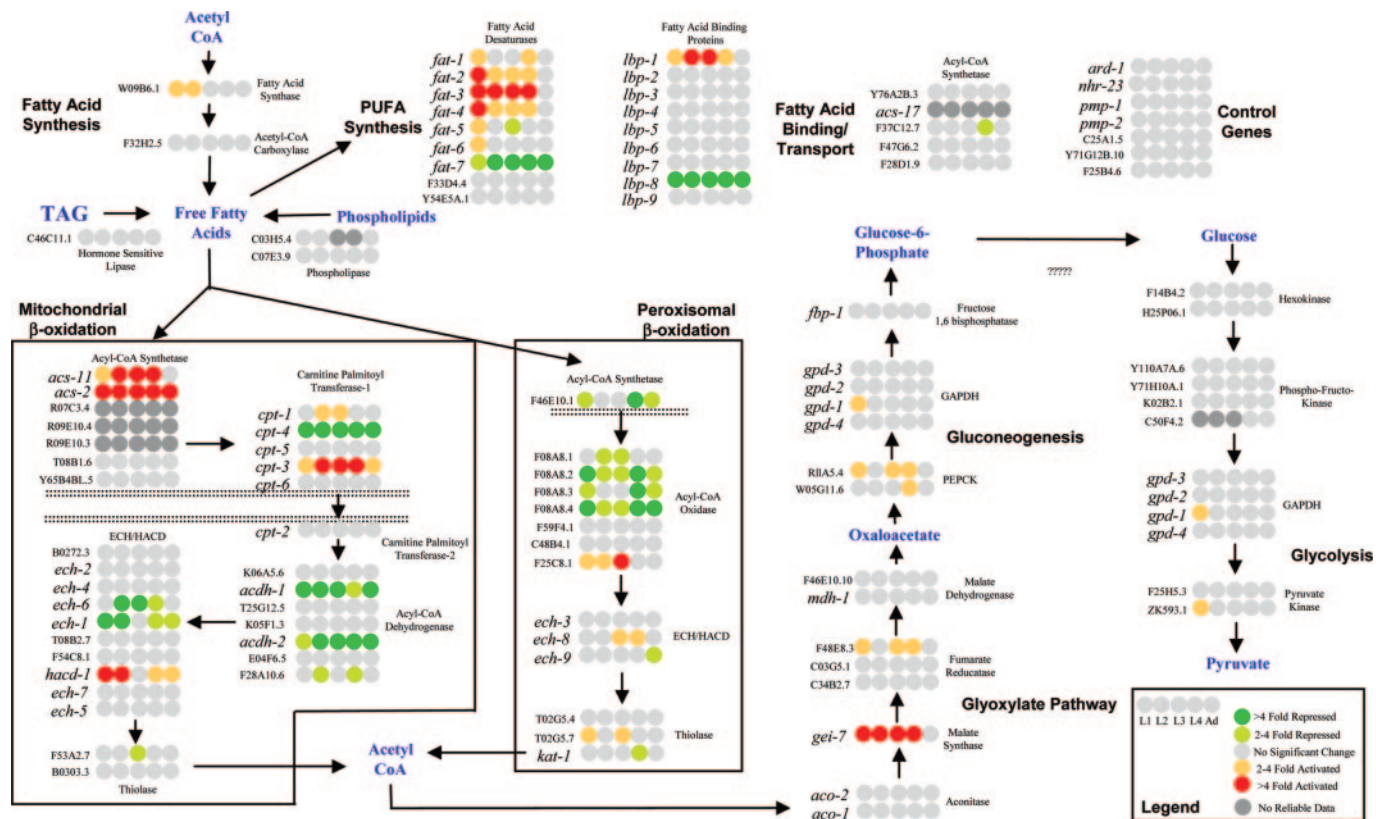 Acetyl
CoA
W09B6.1
Fatty Acid
Synthase
Fatty Acid
Synthesis
F32H2.5
Acetyl-CoA
Carboxylase
PUFA
Synthesis
Fatty Acid
Desaturases
fat-1
fat-2
fat-3
fat-4
fat-5
fat-6
fat-7
F33D4.4
Y54E5A.1
Fatty Acid Binding
Proteins
lbp-1
lbp-2
lbp-3
lbp-4
lbp-5
lbp-6
lbp-7
lbp-8
lbp-9
Fatty Acid
Binding/
Transport
Acyl-CoA
Synthetase
Y76A2B.3
acs-17
F37C12.7
F47G6.2
F28D1.9
ard-1
nhr-23
pmp-1
pmp-2
C25A1.5
Y71G12B.10
F25B4.6
Control
Genes
TAG
C46C11.1
Hormone Sensitive
Lipase
Free Fatty
Acids
Phospholipids
C03H5.4
C07E3.9
Phospholipase
Mitochondrial
β-oxidation
Acyl-CoA Synthetase
acs-11
acs-2
R07C3.4
R09E10.4
R09E10.3
T08B1.6
Y65B4BL.5
Carnitine Palmitoyl
Transferase-1
cpt-1
cpt-4
cpt-5
cpt-3
cpt-6
cpt-2
Carnitine Palmitoyl
Transferase-2
ECH/HACD
B0272.3
ech-2
ech-4
ech-6
ech-1
T08B2.7
F54C8.1
hacd-1
ech-7
ech-5
K06A5.6
acdh-1
T25G12.5
K05F1.3
acdh-2
E04F6.5
F28A10.6
Acyl-CoA
Dehydrogenase
F53A2.7
B0303.3
Thiolase
Peroxisomal
β-oxidation
Acyl-CoA Synthetase
F46E10.1
F08A8.1
F08A8.2
F08A8.3
F08A8.4
F59F4.1
C48B4.1
F25C8.1
Acyl-CoA
Oxidase
ech-3
ech-8
ech-9
ECH/HACD
T02G5.4
T02G5.7
kat-1
Thiolase
Acetyl
CoA
Glucose-6-
Phosphate
?????
fbp-1
Fructose
1,6 bisphosphatase
gpd-3
gpd-2
gpd-1
gpd-4
GAPDH
Gluconeogenesis
R11A5.4
W05G11.6
PEPCK
Oxaloacetate
F46E10.10
mdh-1
Malate
Dehydrogenase
F48E8.3
C03G5.1
C34B2.7
Fumarate
Reducatase
Glyoxylate Pathway
gei-7
Malate
Synthase
aco-2
aco-1
Aconitase
Glucose
F14B4.2
H25P06.1
Hexokinase
Y110A7A.6
Y71H10A.1
K02B2.1
C50F4.2
Phospho-Fructo-
Kinase
gpd-3
gpd-2
gpd-1
gpd-4
GAPDH
Glycolysis
F25H5.3
ZK593.1
Pyruvate
Kinase
Pyruvate
L1 L2 L3 L4 Ad
>4 Fold Repressed
2-4 Fold Repressed
No Significant Change
2-4 Fold Activated
>4 Fold Activated
No Reliable Data
Legend